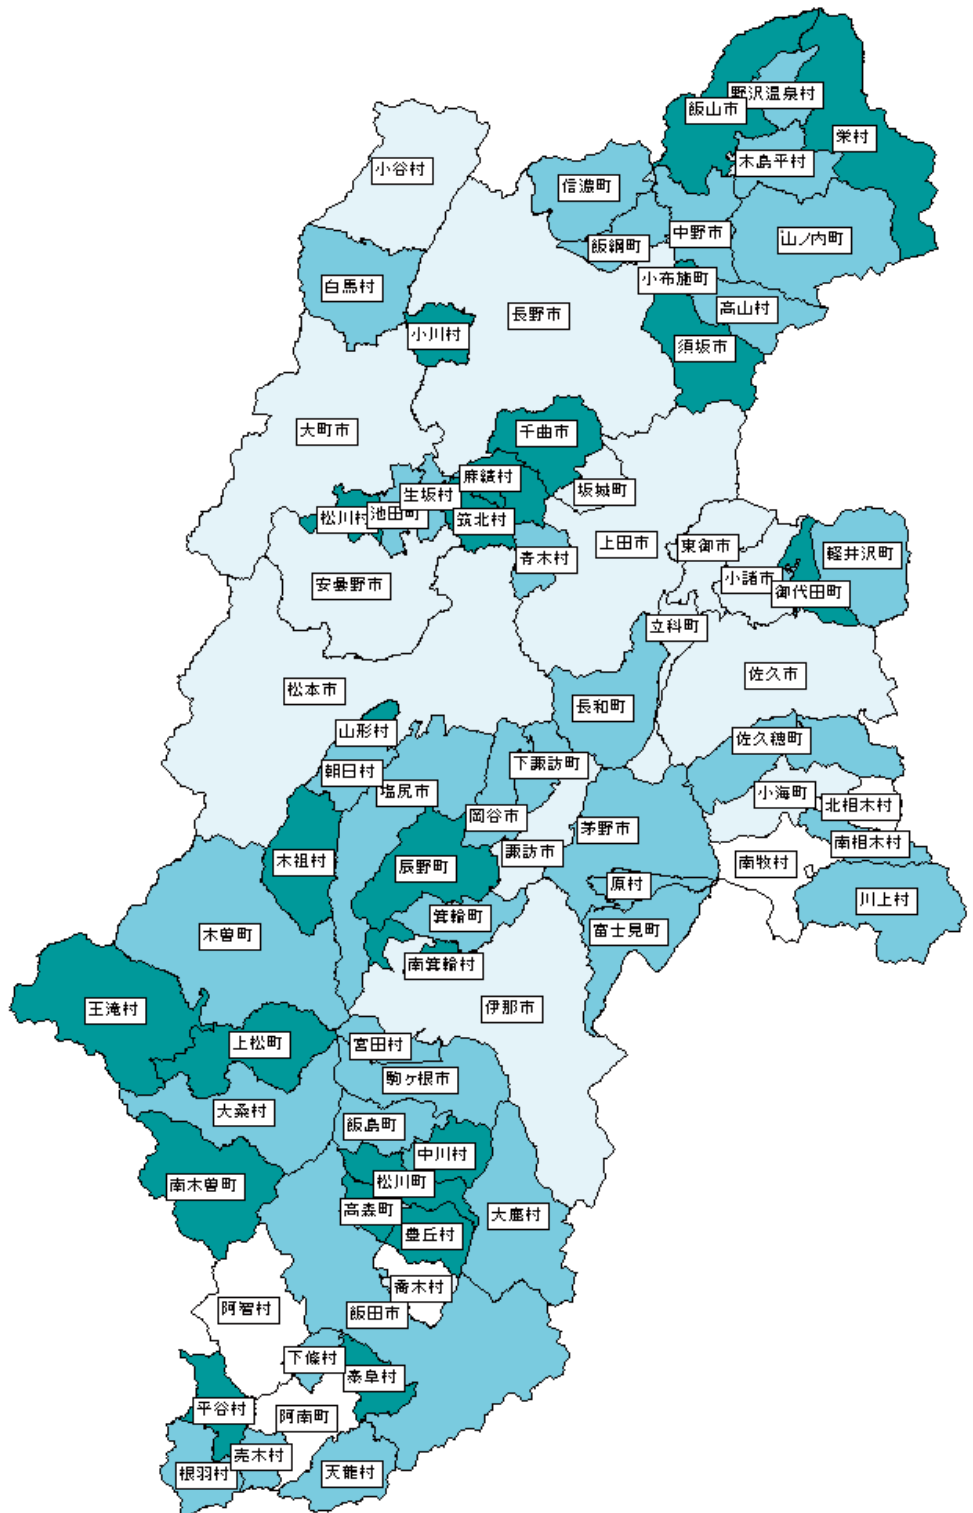 野沢温泉村
飯山市
栄村
木島平村
小谷村
信濃町
中野市
山ノ内町
飯綱町
小布施町
白馬村
高山村
長野市
小川村
須坂市
大町市
千曲市
麻績村
坂城町
生坂村
池田町
松川村
筑北村
青木村
上田市
東御市
軽井沢町
小諸市
御代田町
安曇野市
立科町
佐久市
松本市
長和町
山形村
佐久穂町
下諏訪町
朝日村
塩尻市
小海町
北相木村
岡谷市
茅野市
南相木村
諏訪市
木祖村
辰野町
南牧村
原村
川上村
箕輪町
富士見町
木曽町
南箕輪村
王滝村
伊那市
上松町
宮田村
駒ヶ根市
大桑村
飯島町
中川村
南木曽町
松川町
高森町
大鹿村
豊丘村
喬木村
阿智村
飯田市
下條村
泰阜村
平谷村
阿南町
売木村
根羽村
天龍村